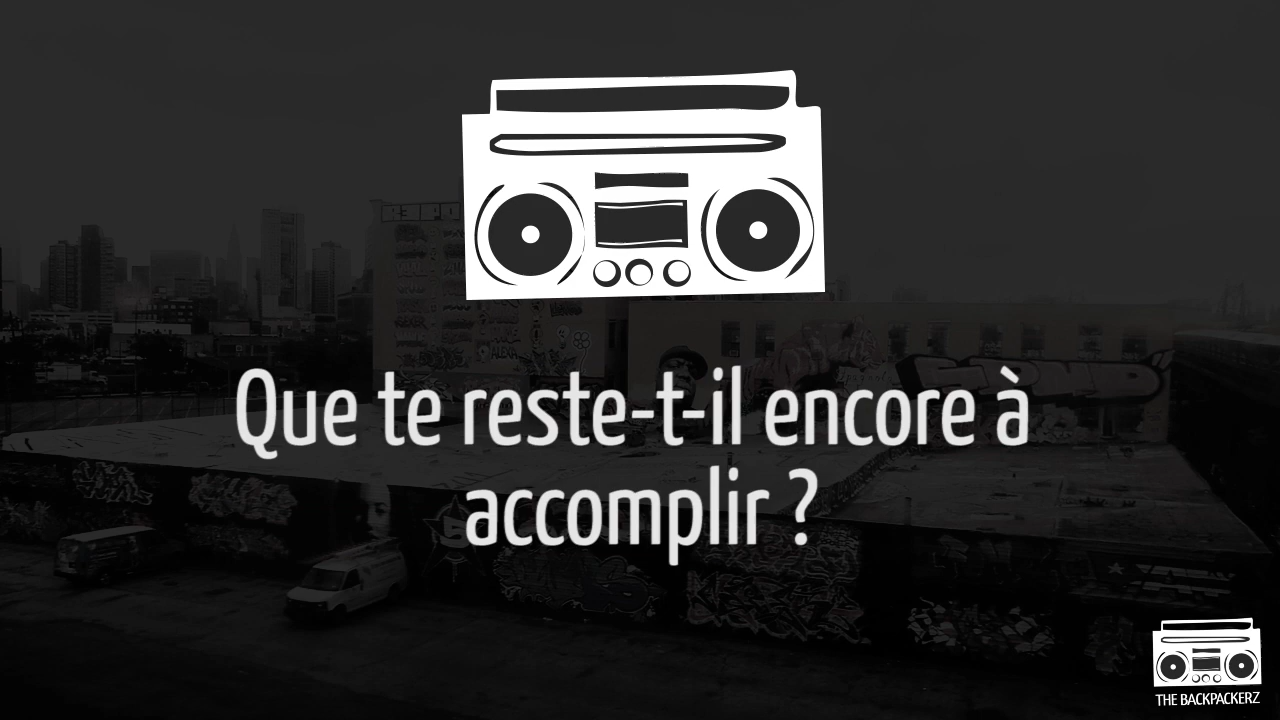 Que te reste-t-il encore à
accomplir ?
THE BACKPACKERZ